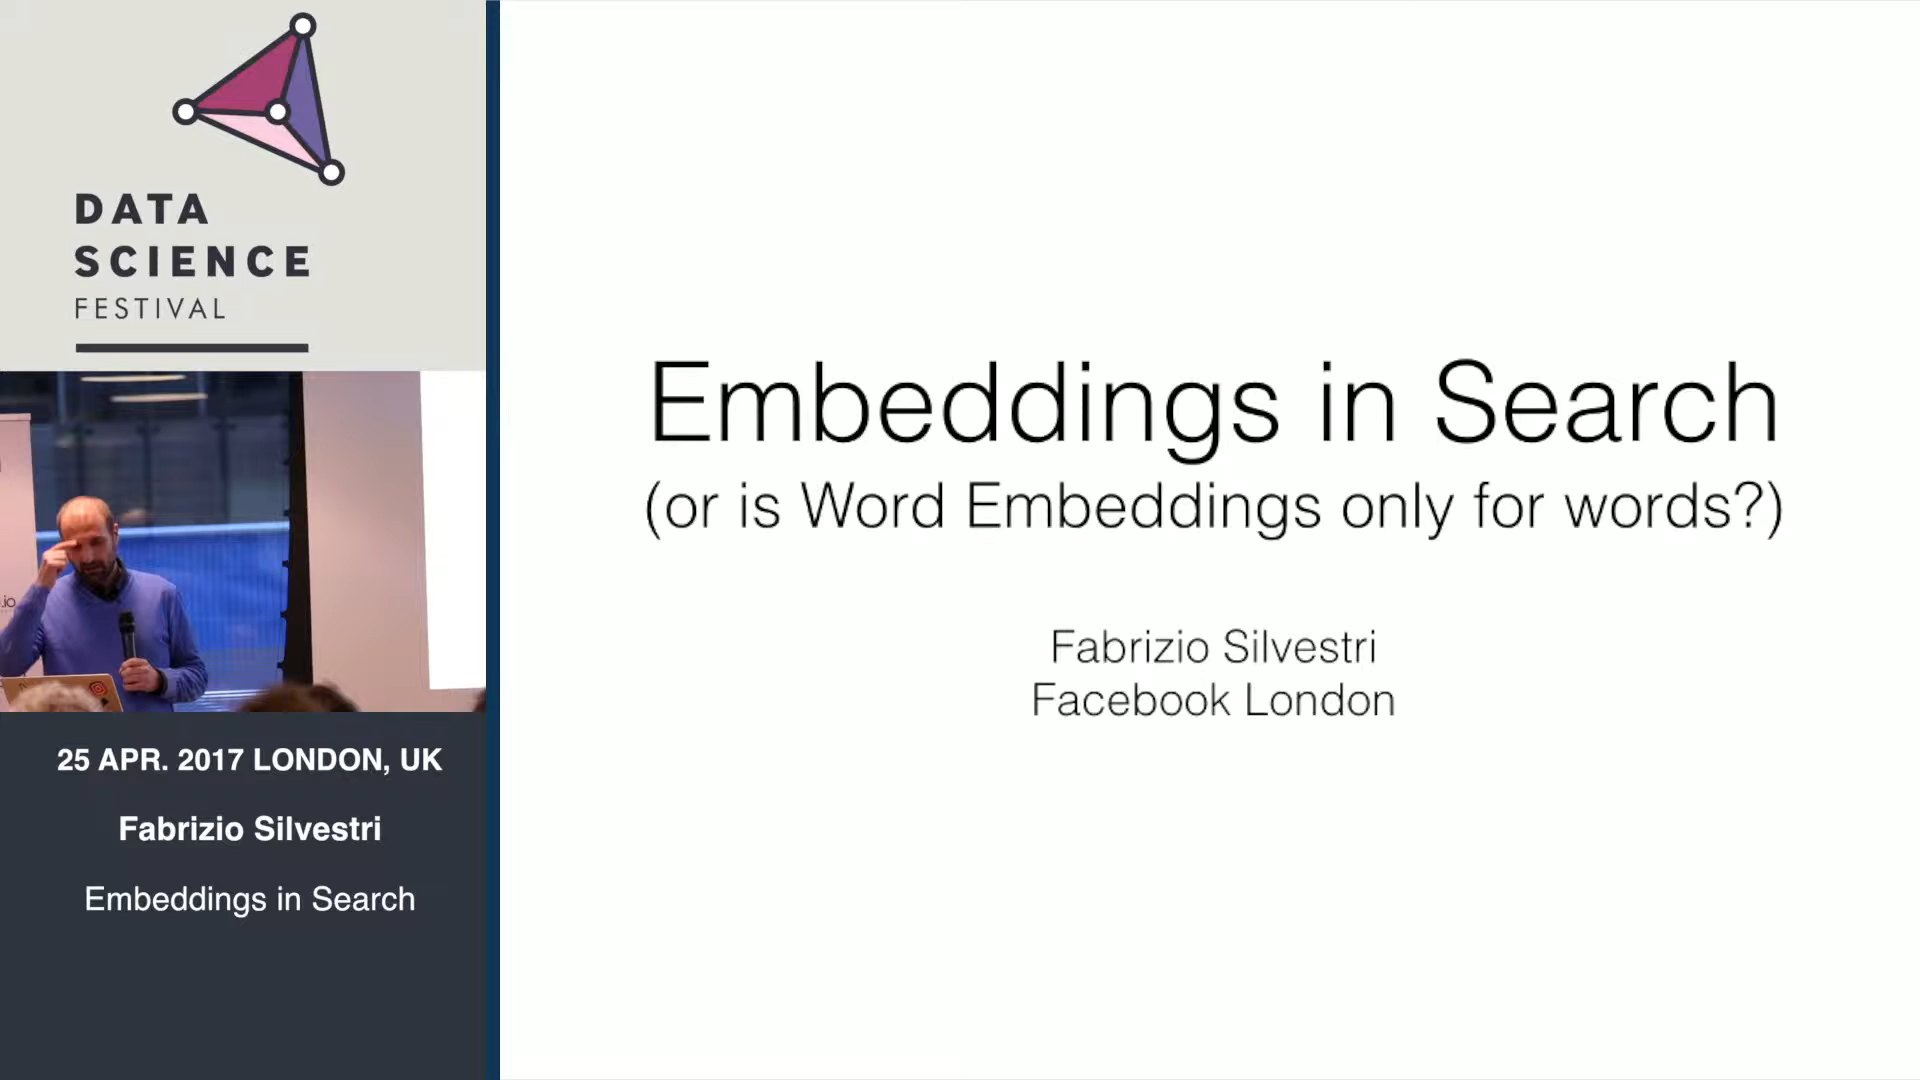 DATA
SCIENCE
FESTIVAL
.io
25 APR. 2017 LONDON, UK
Fabrizio Silvestri
Embeddings in Search
Embeddings in Search
(or is Word Embeddings only for words?)
Fabrizio Silvestri
Facebook London